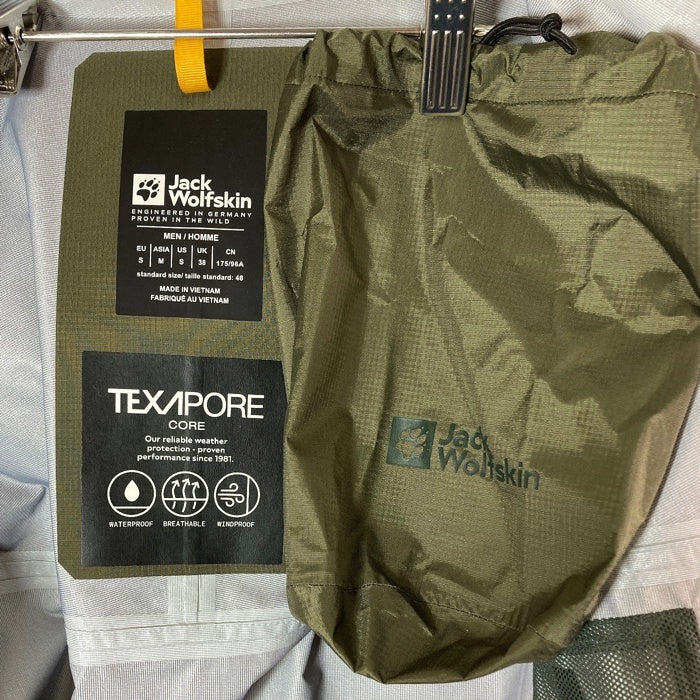 Jack
Wolfskin
ENGINEERED IN GERMANY
PROVEN IN THE WILD
MEN / HOMME
EU ASIA US UK CN
S M S 38 175/96A
standard size/ taille standard: 48
MADE IN VIETNAM
FABRIQUÉ AU VIETNAM
TEXAPORE
CORE
Our reliable weather
protection - proven
performance since 1981.
WATERPROOF BREATHABLE WINDPROOF
Jack
Wolfskin